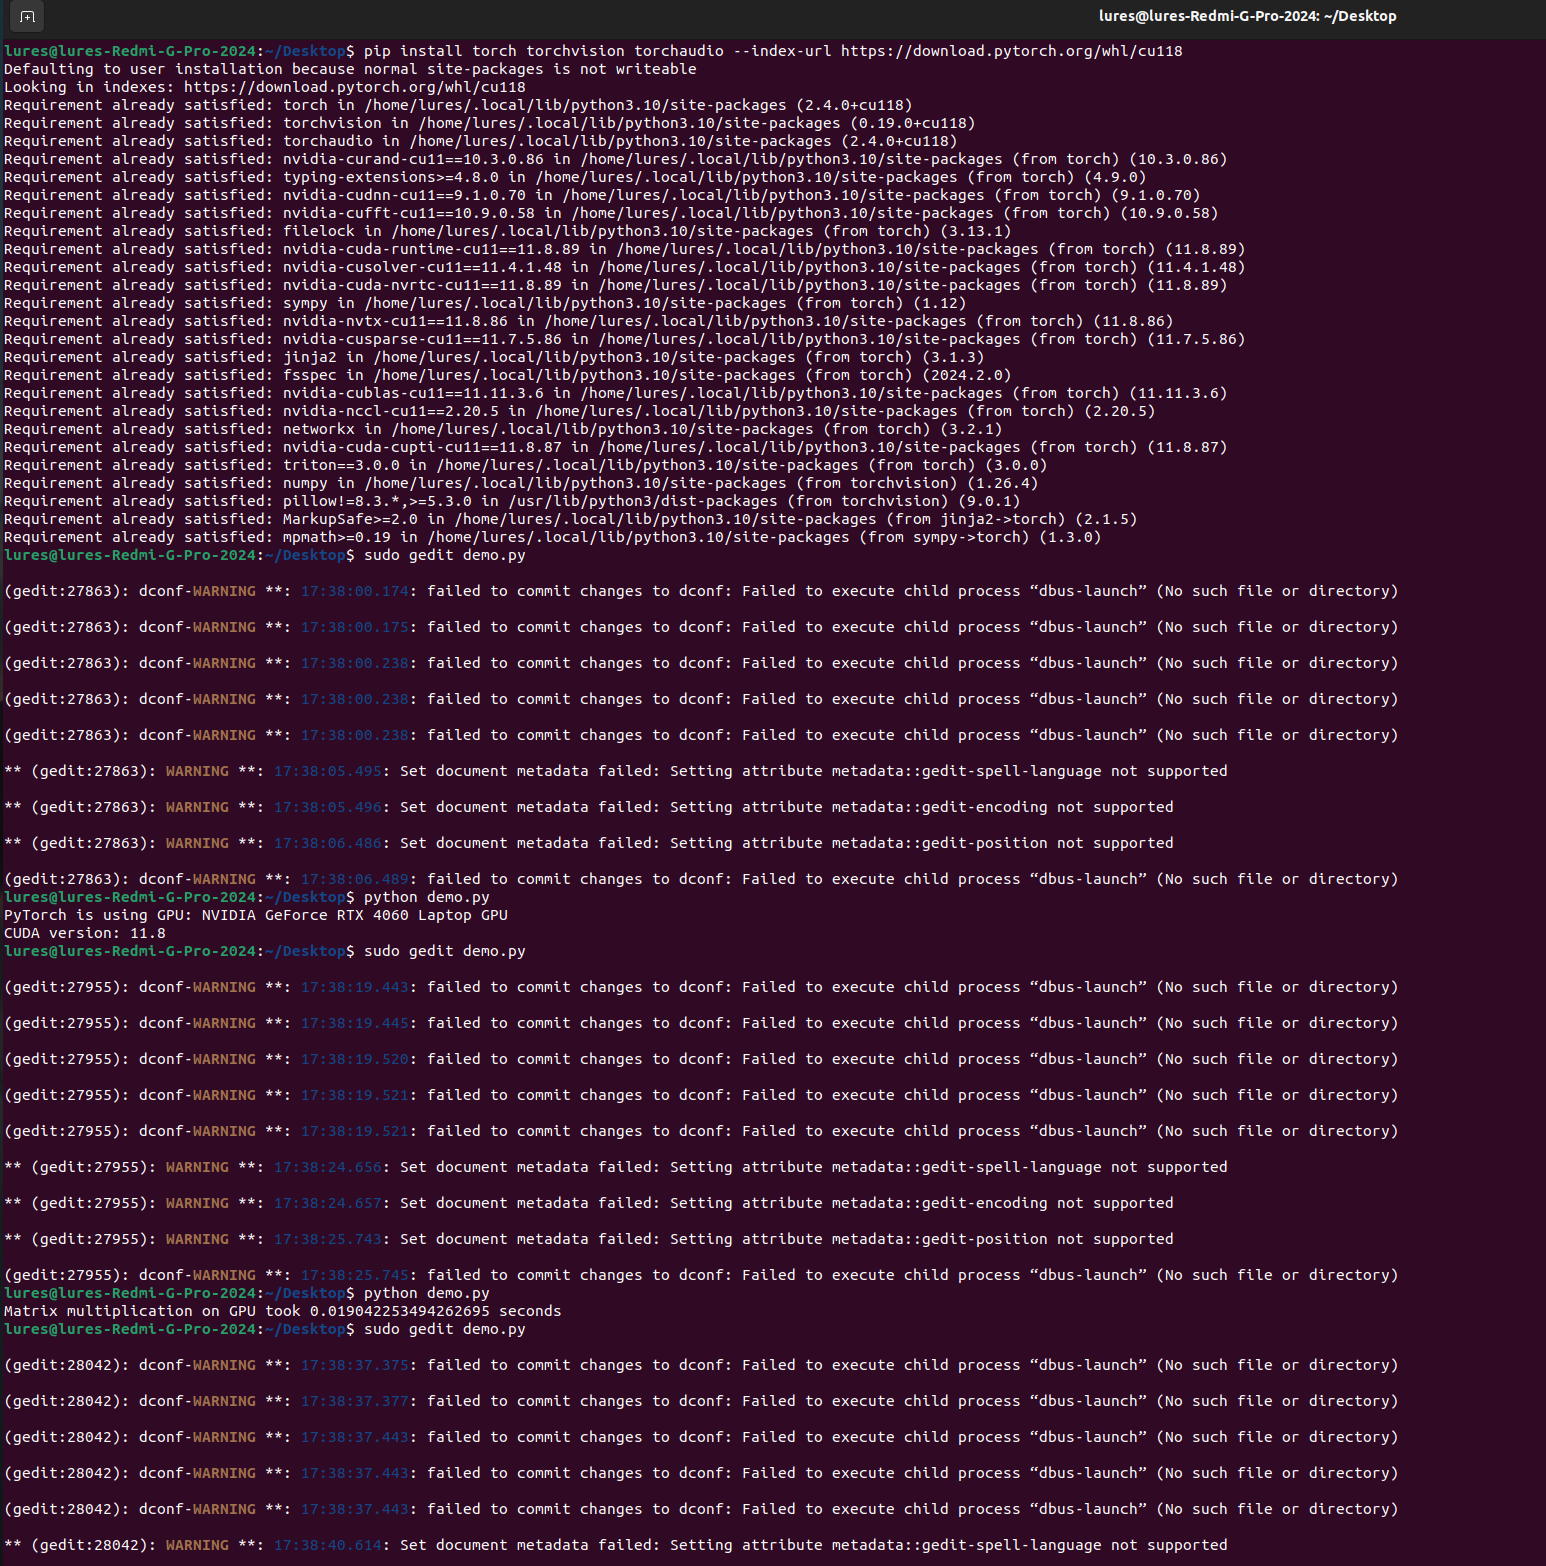 lures@lures-Redmi-G-Pro-2024: ~/Desktop
lures@lures-Redmi-G-Pro-2024:~/Desktop$ pip install torch torchvision torchaudio --index-url https://download.pytorch.org/whl/cu118
Defaulting to user installation because normal site-packages is not writeable
Looking in indexes: https://download.pytorch.org/whl/cu118
Requirement already satisfied: torch in /home/lures/.local/lib/python3.10/site-packages (2.4.0+cu118)
Requirement already satisfied: torchvision in /home/lures/.local/lib/python3.10/site-packages (0.19.0+cu118)
Requirement already satisfied: torchaudio in /home/lures/.local/lib/python3.10/site-packages (2.4.0+cu118)
Requirement already satisfied: nvidia-curand-cu11==10.3.0.86 in /home/lures/.local/lib/python3.10/site-packages (from torch) (10.3.0.86)
Requirement already satisfied: typing-extensions>=4.8.0 in /home/lures/.local/lib/python3.10/site-packages (from torch) (4.9.0)
Requirement already satisfied: nvidia-cudnn-cu11==9.1.0.70 in /home/lures/.local/lib/python3.10/site-packages (from torch) (9.1.0.70)
Requirement already satisfied: nvidia-cufft-cu11==10.9.0.58 in /home/lures/.local/lib/python3.10/site-packages (from torch) (10.9.0.58)
Requirement already satisfied: filelock in /home/lures/.local/lib/python3.10/site-packages (from torch) (3.13.1)
Requirement already satisfied: nvidia-cuda-runtime-cu11==11.8.89 in /home/lures/.local/lib/python3.10/site-packages (from torch) (11.8.89)
Requirement already satisfied: nvidia-cusolver-cu11==11.4.1.48 in /home/lures/.local/lib/python3.10/site-packages (from torch) (11.4.1.48)
Requirement already satisfied: nvidia-cuda-nvrtc-cu11==11.8.89 in /home/lures/.local/lib/python3.10/site-packages (from torch) (11.8.89)
Requirement already satisfied: sympy in /home/lures/.local/lib/python3.10/site-packages (from torch) (1.12)
Requirement already satisfied: nvidia-nvtx-cu11==11.8.86 in /home/lures/.local/lib/python3.10/site-packages (from torch) (11.8.86)
Requirement already satisfied: nvidia-cusparse-cu11==11.7.5.86 in /home/lures/.local/lib/python3.10/site-packages (from torch) (11.7.5.86)
Requirement already satisfied: jinja2 in /home/lures/.local/lib/python3.10/site-packages (from torch) (3.1.3)
Requirement already satisfied: fsspec in /home/lures/.local/lib/python3.10/site-packages (from torch) (2024.2.0)
Requirement already satisfied: nvidia-cublas-cu11==11.11.3.6 in /home/lures/.local/lib/python3.10/site-packages (from torch) (11.11.3.6)
Requirement already satisfied: nvidia-nccl-cu11==2.20.5 in /home/lures/.local/lib/python3.10/site-packages (from torch) (2.20.5)
Requirement already satisfied: networkx in /home/lures/.local/lib/python3.10/site-packages (from torch) (3.2.1)
Requirement already satisfied: nvidia-cuda-cupti-cu11==11.8.87 in /home/lures/.local/lib/python3.10/site-packages (from torch) (11.8.87)
Requirement already satisfied: triton==3.0.0 in /home/lures/.local/lib/python3.10/site-packages (from torch) (3.0.0)
Requirement already satisfied: numpy in /home/lures/.local/lib/python3.10/site-packages (from torchvision) (1.26.4)
Requirement already satisfied: pillow!=8.3.*,>=5.3.0 in /usr/lib/python3/dist-packages (from torchvision) (9.0.1)
Requirement already satisfied: MarkupSafe>=2.0 in /home/lures/.local/lib/python3.10/site-packages (from jinja2->torch) (2.1.5)
Requirement already satisfied: mpmath>=0.19 in /home/lures/.local/lib/python3.10/site-packages (from sympy->torch) (1.3.0)
lures@lures-Redmi-G-Pro-2024:~/Desktop$ sudo gedit demo.py
(gedit:27863): dconf-WARNING **: 17:38:00.174: failed to commit changes to dconf: Failed to execute child process “dbus-launch” (No such file or directory)
(gedit:27863): dconf-WARNING **: 17:38:00.175: failed to commit changes to dconf: Failed to execute child process “dbus-launch” (No such file or directory)
(gedit:27863): dconf-WARNING **: 17:38:00.238: failed to commit changes to dconf: Failed to execute child process “dbus-launch” (No such file or directory)
(gedit:27863): dconf-WARNING **: 17:38:00.238: failed to commit changes to dconf: Failed to execute child process “dbus-launch” (No such file or directory)
(gedit:27863): dconf-WARNING **: 17:38:00.238: failed to commit changes to dconf: Failed to execute child process “dbus-launch” (No such file or directory)
** (gedit:27863): WARNING **: 17:38:05.495: Set document metadata failed: Setting attribute metadata::gedit-spell-language not supported
** (gedit:27863): WARNING **: 17:38:05.496: Set document metadata failed: Setting attribute metadata::gedit-encoding not supported
** (gedit:27863): WARNING **: 17:38:06.486: Set document metadata failed: Setting attribute metadata::gedit-position not supported
(gedit:27863): dconf-WARNING **: 17:38:06.489: failed to commit changes to dconf: Failed to execute child process “dbus-launch” (No such file or directory)
lures@lures-Redmi-G-Pro-2024:~/Desktop$ python demo.py
PyTorch is using GPU: NVIDIA GeForce RTX 4060 Laptop GPU
CUDA version: 11.8
lures@lures-Redmi-G-Pro-2024:~/Desktop$ sudo gedit demo.py
(gedit:27955): dconf-WARNING **: 17:38:19.443: failed to commit changes to dconf: Failed to execute child process “dbus-launch” (No such file or directory)
(gedit:27955): dconf-WARNING **: 17:38:19.445: failed to commit changes to dconf: Failed to execute child process “dbus-launch” (No such file or directory)
(gedit:27955): dconf-WARNING **: 17:38:19.520: failed to commit changes to dconf: Failed to execute child process “dbus-launch” (No such file or directory)
(gedit:27955): dconf-WARNING **: 17:38:19.521: failed to commit changes to dconf: Failed to execute child process “dbus-launch” (No such file or directory)
(gedit:27955): dconf-WARNING **: 17:38:19.521: failed to commit changes to dconf: Failed to execute child process “dbus-launch” (No such file or directory)
** (gedit:27955): WARNING **: 17:38:24.656: Set document metadata failed: Setting attribute metadata::gedit-spell-language not supported
** (gedit:27955): WARNING **: 17:38:24.657: Set document metadata failed: Setting attribute metadata::gedit-encoding not supported
** (gedit:27955): WARNING **: 17:38:25.743: Set document metadata failed: Setting attribute metadata::gedit-position not supported
(gedit:27955): dconf-WARNING **: 17:38:25.745: failed to commit changes to dconf: Failed to execute child process “dbus-launch” (No such file or directory)
lures@lures-Redmi-G-Pro-2024:~/Desktop$ python demo.py
Matrix multiplication on GPU took 0.019042253494262695 seconds
lures@lures-Redmi-G-Pro-2024:~/Desktop$ sudo gedit demo.py
(gedit:28042): dconf-WARNING **: 17:38:37.375: failed to commit changes to dconf: Failed to execute child process “dbus-launch” (No such file or directory)
(gedit:28042): dconf-WARNING **: 17:38:37.377: failed to commit changes to dconf: Failed to execute child process “dbus-launch” (No such file or directory)
(gedit:28042): dconf-WARNING **: 17:38:37.443: failed to commit changes to dconf: Failed to execute child process “dbus-launch” (No such file or directory)
(gedit:28042): dconf-WARNING **: 17:38:37.443: failed to commit changes to dconf: Failed to execute child process “dbus-launch” (No such file or directory)
(gedit:28042): dconf-WARNING **: 17:38:37.443: failed to commit changes to dconf: Failed to execute child process “dbus-launch” (No such file or directory)
** (gedit:28042): WARNING **: 17:38:40.614: Set document metadata failed: Setting attribute metadata::gedit-spell-language not supported